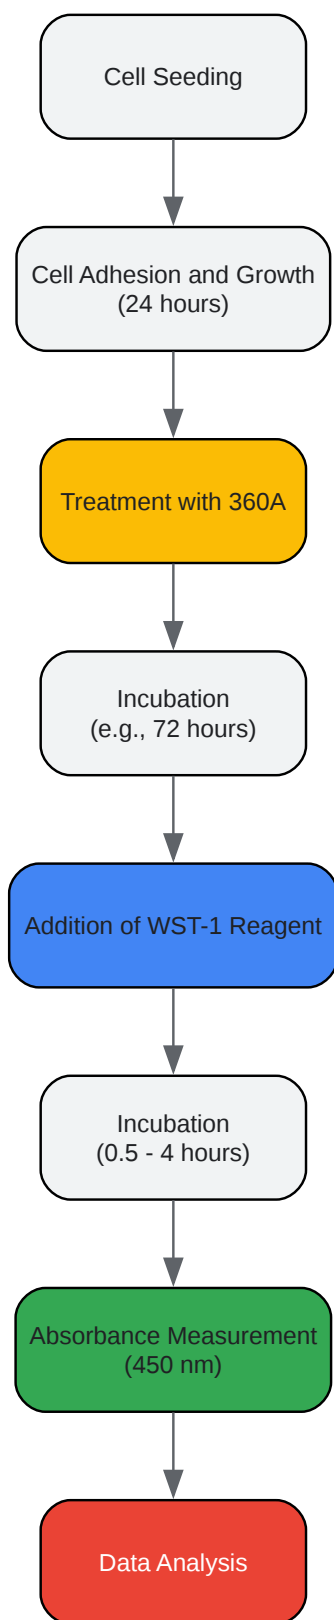 Cell Seeding
Cell Adhesion and Growth
(24 hours)
Treatment with 360A
Incubation
(e.g., 72 hours)
Addition of WST-1 Reagent
Incubation
(0.5 - 4 hours)
Absorbance Measurement
(450 nm)
Data Analysis